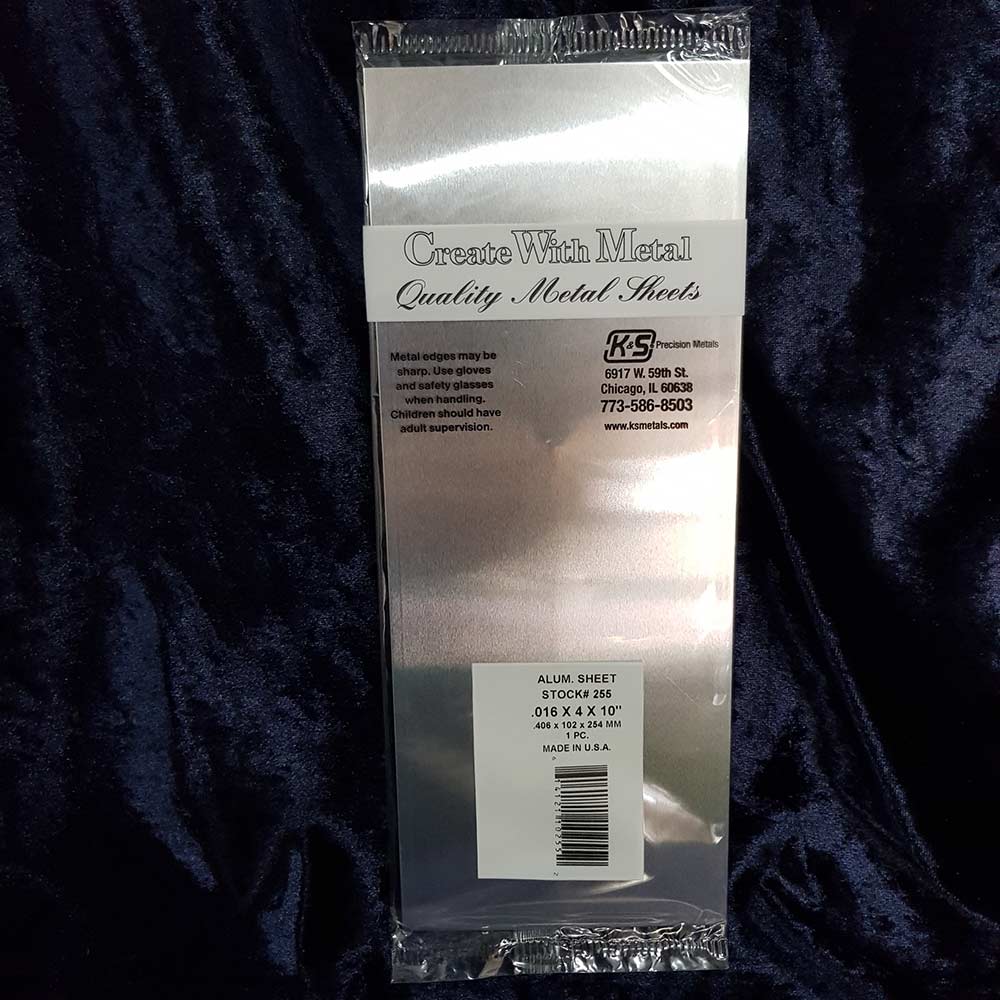 Create With Metal
Quality Metal Sheets
Metal edges may be
sharp. Use gloves
and safety glasses
when handling.
Children should have
adult supervision.
K&S Precision Metals
6917 W. 59th St.
Chicago, IL 60638
773-586-8503
www.ksmetals.com
ALUM. SHEET
STOCK# 255
.016 X 4 X 10"
.406 x 102 x 254 MM
1 PC.
MADE IN U.S.A.